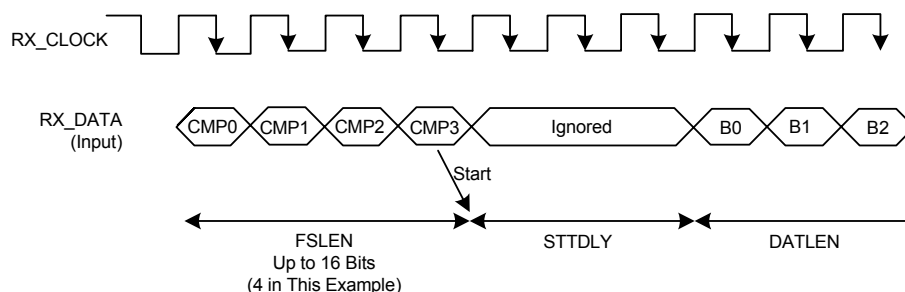 RX_CLOCK
RX_DATA
(Input)
CMP0 CMP1 CMP2 CMP3 Ignored B0 B1 B2
Start
FSLEN STTDLY DATLEN
Up to 16 Bits
(4 in This Example)